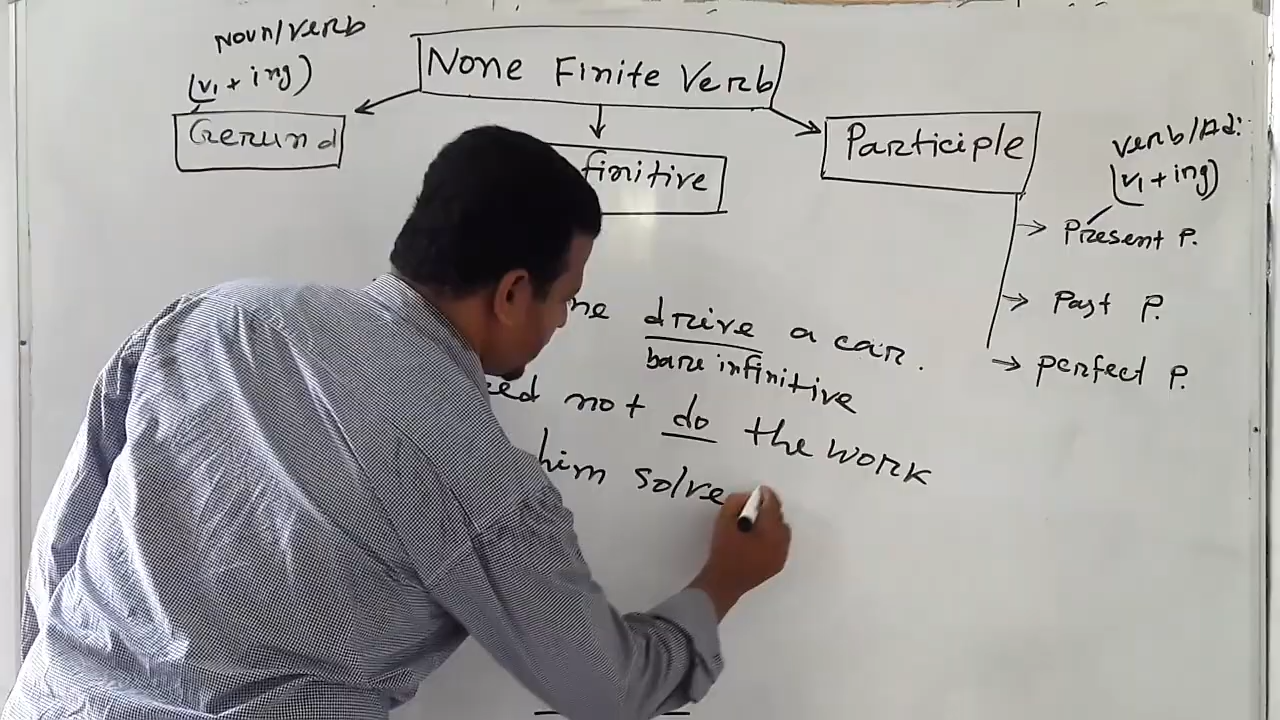 Noun/verb
(V1 + ing)
Gerund
None Finite Verb
finitive
Participle
verb/Adj:
(V1 + ing)
Present P.
Past P.
perfect P.
drive a car.
bare infinitive
not do the work
him solve